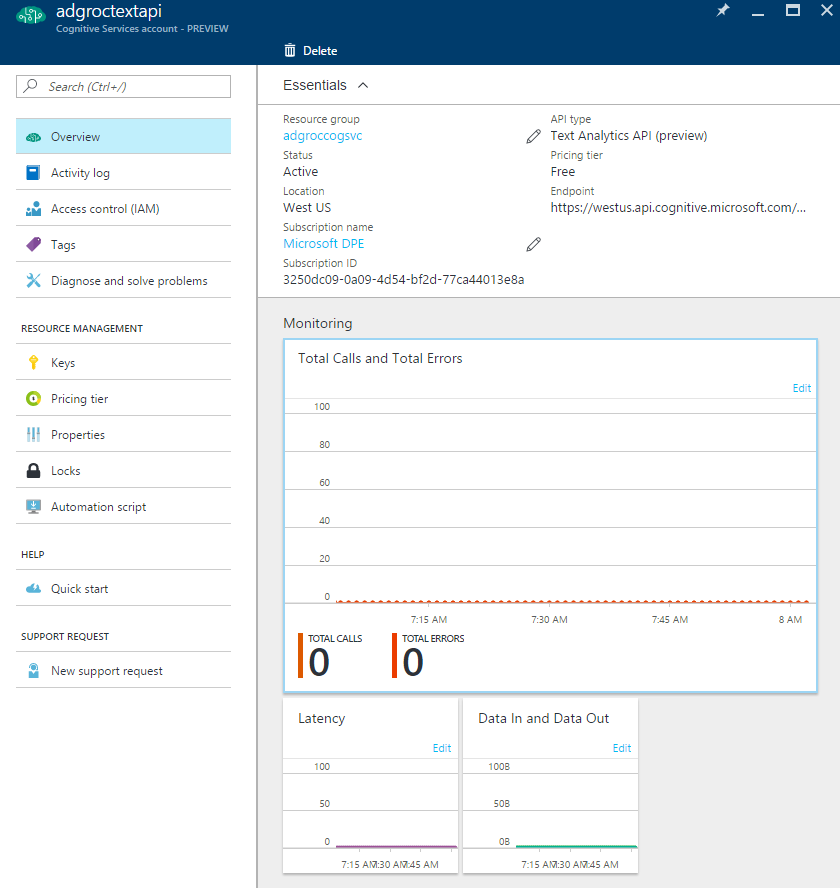 adgroctextapi
Cognitive Services account - PREVIEW
Delete
Search (Ctrl+/)
Overview
Activity log
Access control (IAM)
Tags
Diagnose and solve problems
RESOURCE MANAGEMENT
Keys
Pricing tier
Properties
Locks
Automation script
HELP
Quick start
SUPPORT REQUEST
New support request
Essentials
Resource group
adgroccogsvc
Status
Active
Location
West US
Subscription name
Microsoft DPE
Subscription ID
3250dc09-0a09-4d54-bf2d-77ca44013e8a
API type
Text Analytics API (preview)
Pricing tier
Free
Endpoint
https://westus.api.cognitive.microsoft.com/...
Monitoring
Total Calls and Total Errors
Edit
100
80
60
40
20
0
7:15 AM 7:30 AM 7:45 AM 8 AM
TOTAL CALLS
0
TOTAL ERRORS
0
Latency
Edit
100
50
0
7:15 AM 7:30 AM 7:45 AM
Data In and Data Out
Edit
100B
50B
0B
7:15 AM 7:30 AM 7:45 AM